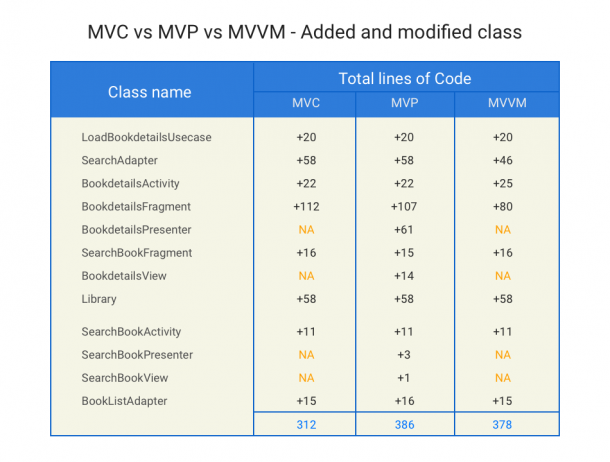 MVC vs MVP vs MVVM - Added and modified class
Class name
Total lines of Code
MVC MVP MVVM
LoadBookdetailsUsecase +20 +20 +20
SearchAdapter +58 +58 +46
BookdetailsActivity +22 +22 +25
BookdetailsFragment +112 +107 +80
BookdetailsPresenter NA +61 NA
SearchBookFragment +16 +15 +16
BookdetailsView NA +14 NA
Library +58 +58 +58
SearchBookActivity +11 +11 +11
SearchBookPresenter NA +3 NA
SearchBookView NA +1 NA
BookListAdapter +15 +16 +15
312 386 378